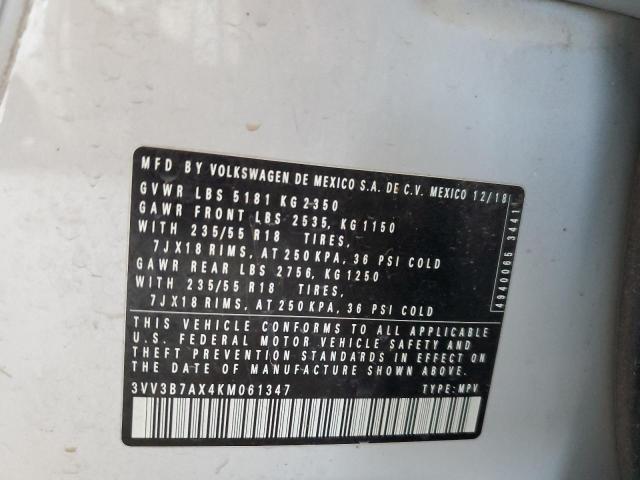 MFD BY VOLKSWAGEN DE MEXICO S.A. DE C.V. MEXICO 12/18
GVWR LBS 5181 KG 2350
GAWR FRONT LBS 2535, KG 1150
WITH 235/55 R18 TIRES,
7JX18 RIMS, AT 250 KPA, 36 PSI COLD
GAWR REAR LBS 2756, KG 1250
WITH 235/55 R18 TIRES,
7JX18 RIMS, AT 250 KPA, 36 PSI COLD
THIS VEHICLE CONFORMS TO ALL APPLICABLE
U.S. FEDERAL MOTOR VEHICLE SAFETY AND
THEFT PREVENTION STANDARDS IN EFFECT ON
THE DATE OF MANUFACTURE SHOWN ABOVE.
3VV3B7AX4KM061347 TYPE: MPV
4940065 3441